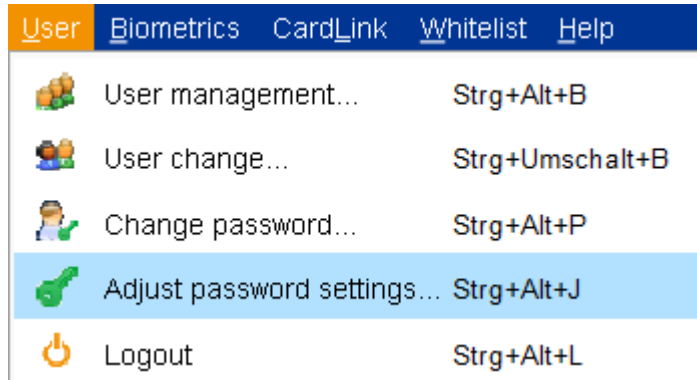 User Biometrics CardLink Whitelist Help
User management... Strg+Alt+B
User change... Strg+Umschalt+B
Change password... Strg+Alt+P
Adjust password settings... Strg+Alt+J
Logout Strg+Alt+L